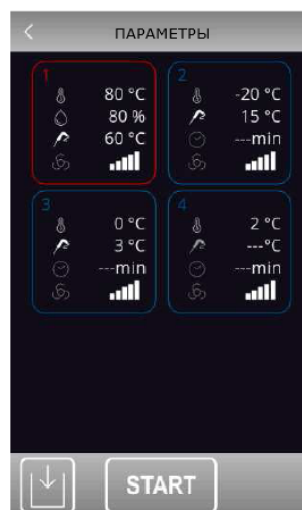 ПАРАМЕТРЫ
1
80 °C
80 %
60 °C
2
-20 °C
15 °C
---min
3
0 °C
3 °C
---min
4
2 °C
---°C
---min
START